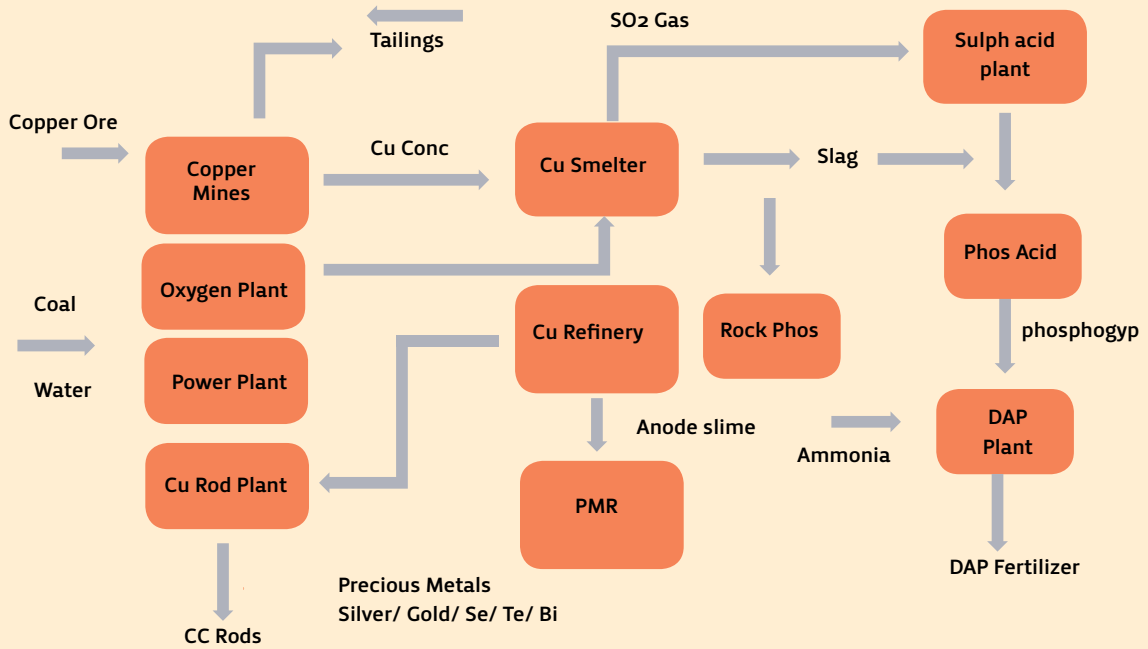 SO2 Gas
Tailings
Sulph acid
plant
Copper Ore
Cu Conc
Copper
Mines
Cu Smelter
Slag
Phos Acid
Oxygen Plant
Coal
Cu Refinery
Rock Phos
phosphogyp
Power Plant
Water
Anode slime
Ammonia
DAP
Plant
Cu Rod Plant
PMR
DAP Fertilizer
Precious Metals
Silver/ Gold/ Se/ Te/ Bi
CC Rods